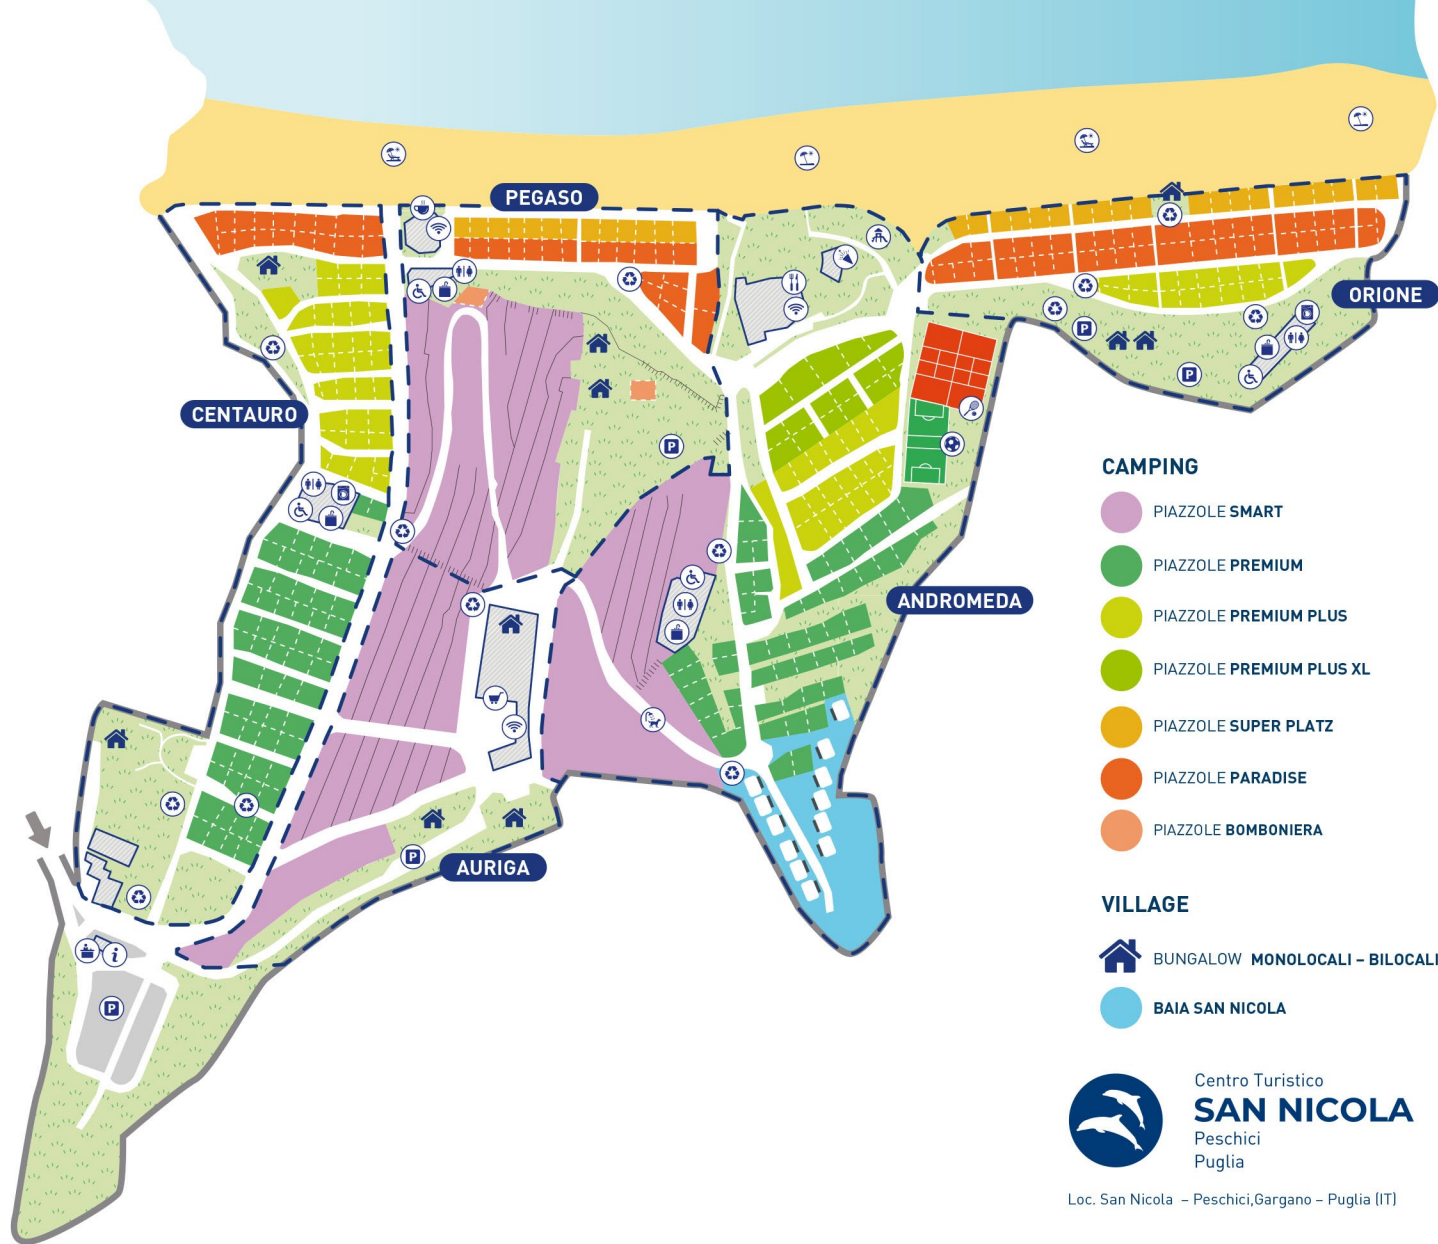 PEGASO
ORIONE
CENTAURO
ANDROMEDA
AURIGA
P
P
P
P
P
i
CAMPING
PIAZZOLE SMART
PIAZZOLE PREMIUM
PIAZZOLE PREMIUM PLUS
PIAZZOLE PREMIUM PLUS XL
PIAZZOLE SUPER PLATZ
PIAZZOLE PARADISE
PIAZZOLE BOMBONIERA
VILLAGE
BUNGALOW MONOLOCALI – BILOCALI
BAIA SAN NICOLA
Centro Turistico
SAN NICOLA
Peschici
Puglia
Loc. San Nicola – Peschici,Gargano – Puglia (IT)